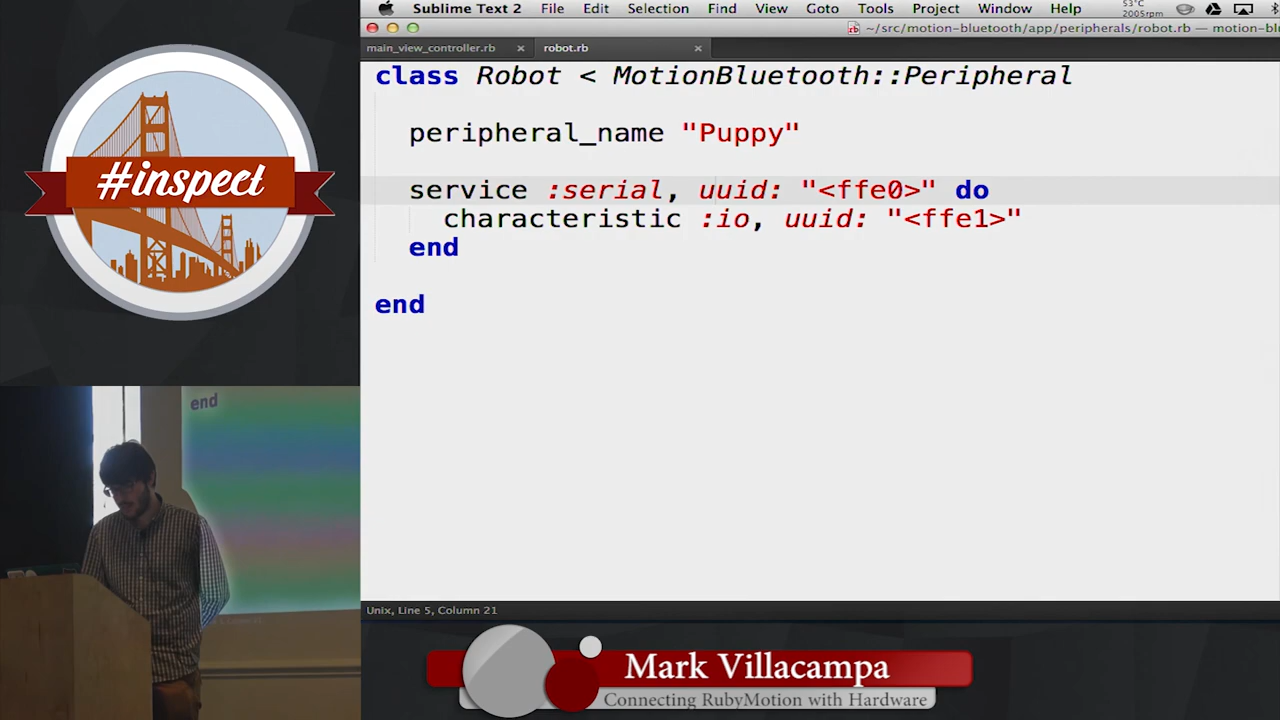 Sublime Text 2 File Edit Selection Find View Goto Tools Project Window Help 53°C 2005rpm
~/src/motion-bluetooth/app/peripherals/robot.rb — motion-bl
main_view_controller.rb × robot.rb ×
class Robot < MotionBluetooth::Peripheral
peripheral_name "Puppy"
service :serial, uuid: "<ffe0>" do
characteristic :io, uuid: "<ffe1>"
end
end
Unix, Line 5, Column 21
#inspect
end
Mark Villacampa
Connecting RubyMotion with Hardware